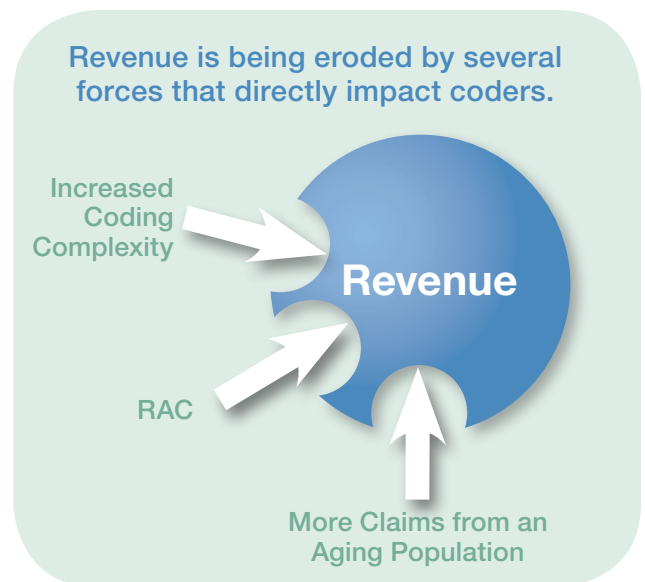 Revenue is being eroded by several
forces that directly impact coders.
Increased
Coding
Complexity
Revenue
RAC
More Claims from an
Aging Population